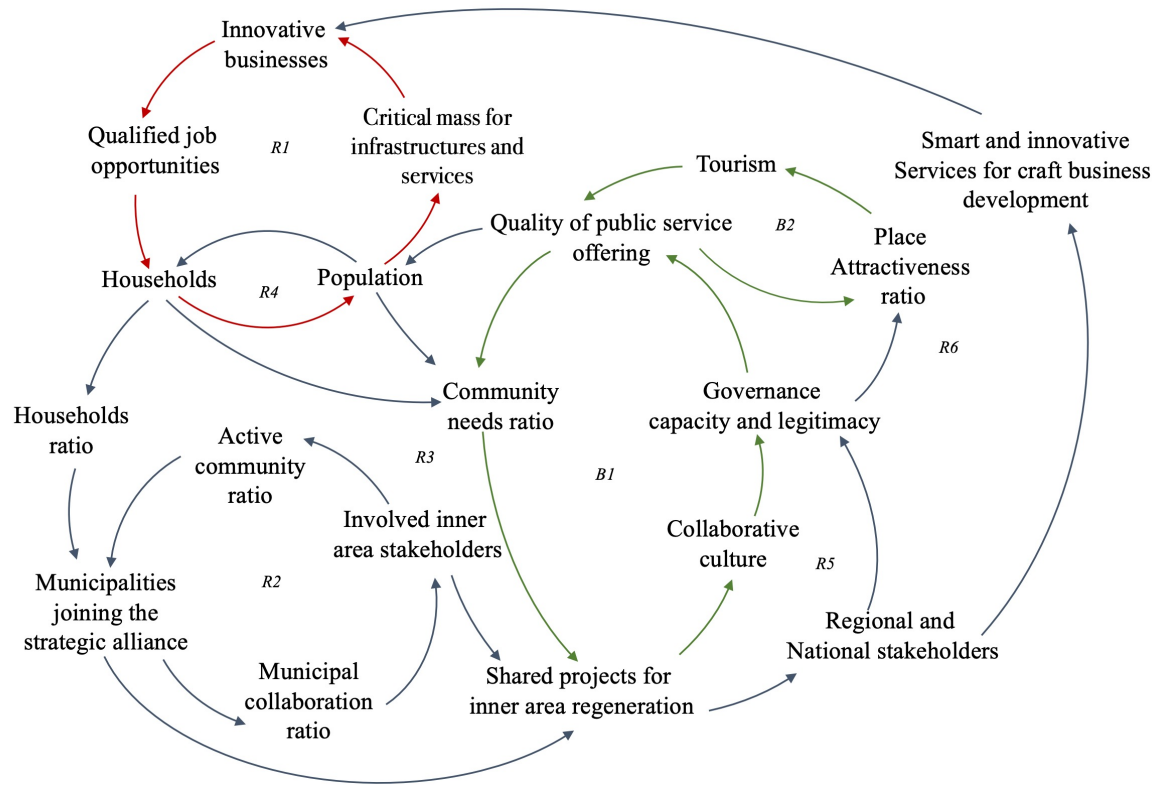 Innovative
businesses
Critical mass for
infrastructures and
services
Qualified job
opportunities
R1
Smart and innovative
Services for craft business
development
Tourism
Quality of public service
offering
B2
Place
Attractiveness
ratio
Households
R4
Population
R6
Community
needs ratio
Governance
capacity and legitimacy
Households
ratio
Active
community
ratio
R3
B1
Involved inner
area stakeholders
Collaborative
culture
R5
Municipalities
joining the
strategic alliance
R2
Regional and
National stakeholders
Municipal
collaboration
ratio
Shared projects for
inner area regeneration